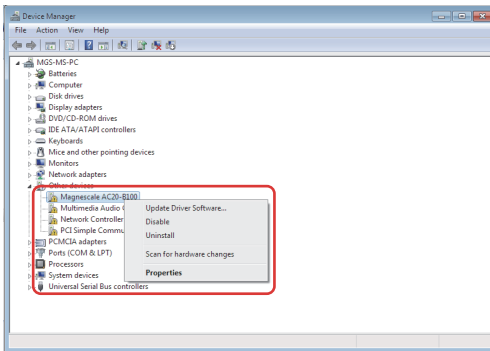 Device Manager
File Action View Help
MGS-MS-PC
Batteries
Computer
Disk drives
Display adapters
DVD/CD-ROM drives
IDE ATA/ATAPI controllers
Keyboards
Mice and other pointing devices
Monitors
Network adapters
Other devices
Magnescale AC20-B100
Multimedia Audio
Update Driver Software...
Network Controller
Disable
PCI Simple Commu
Uninstall
PCMCIA adapters
Scan for hardware changes
Ports (COM & LPT)
Processors
Properties
System devices
Universal Serial Bus controllers